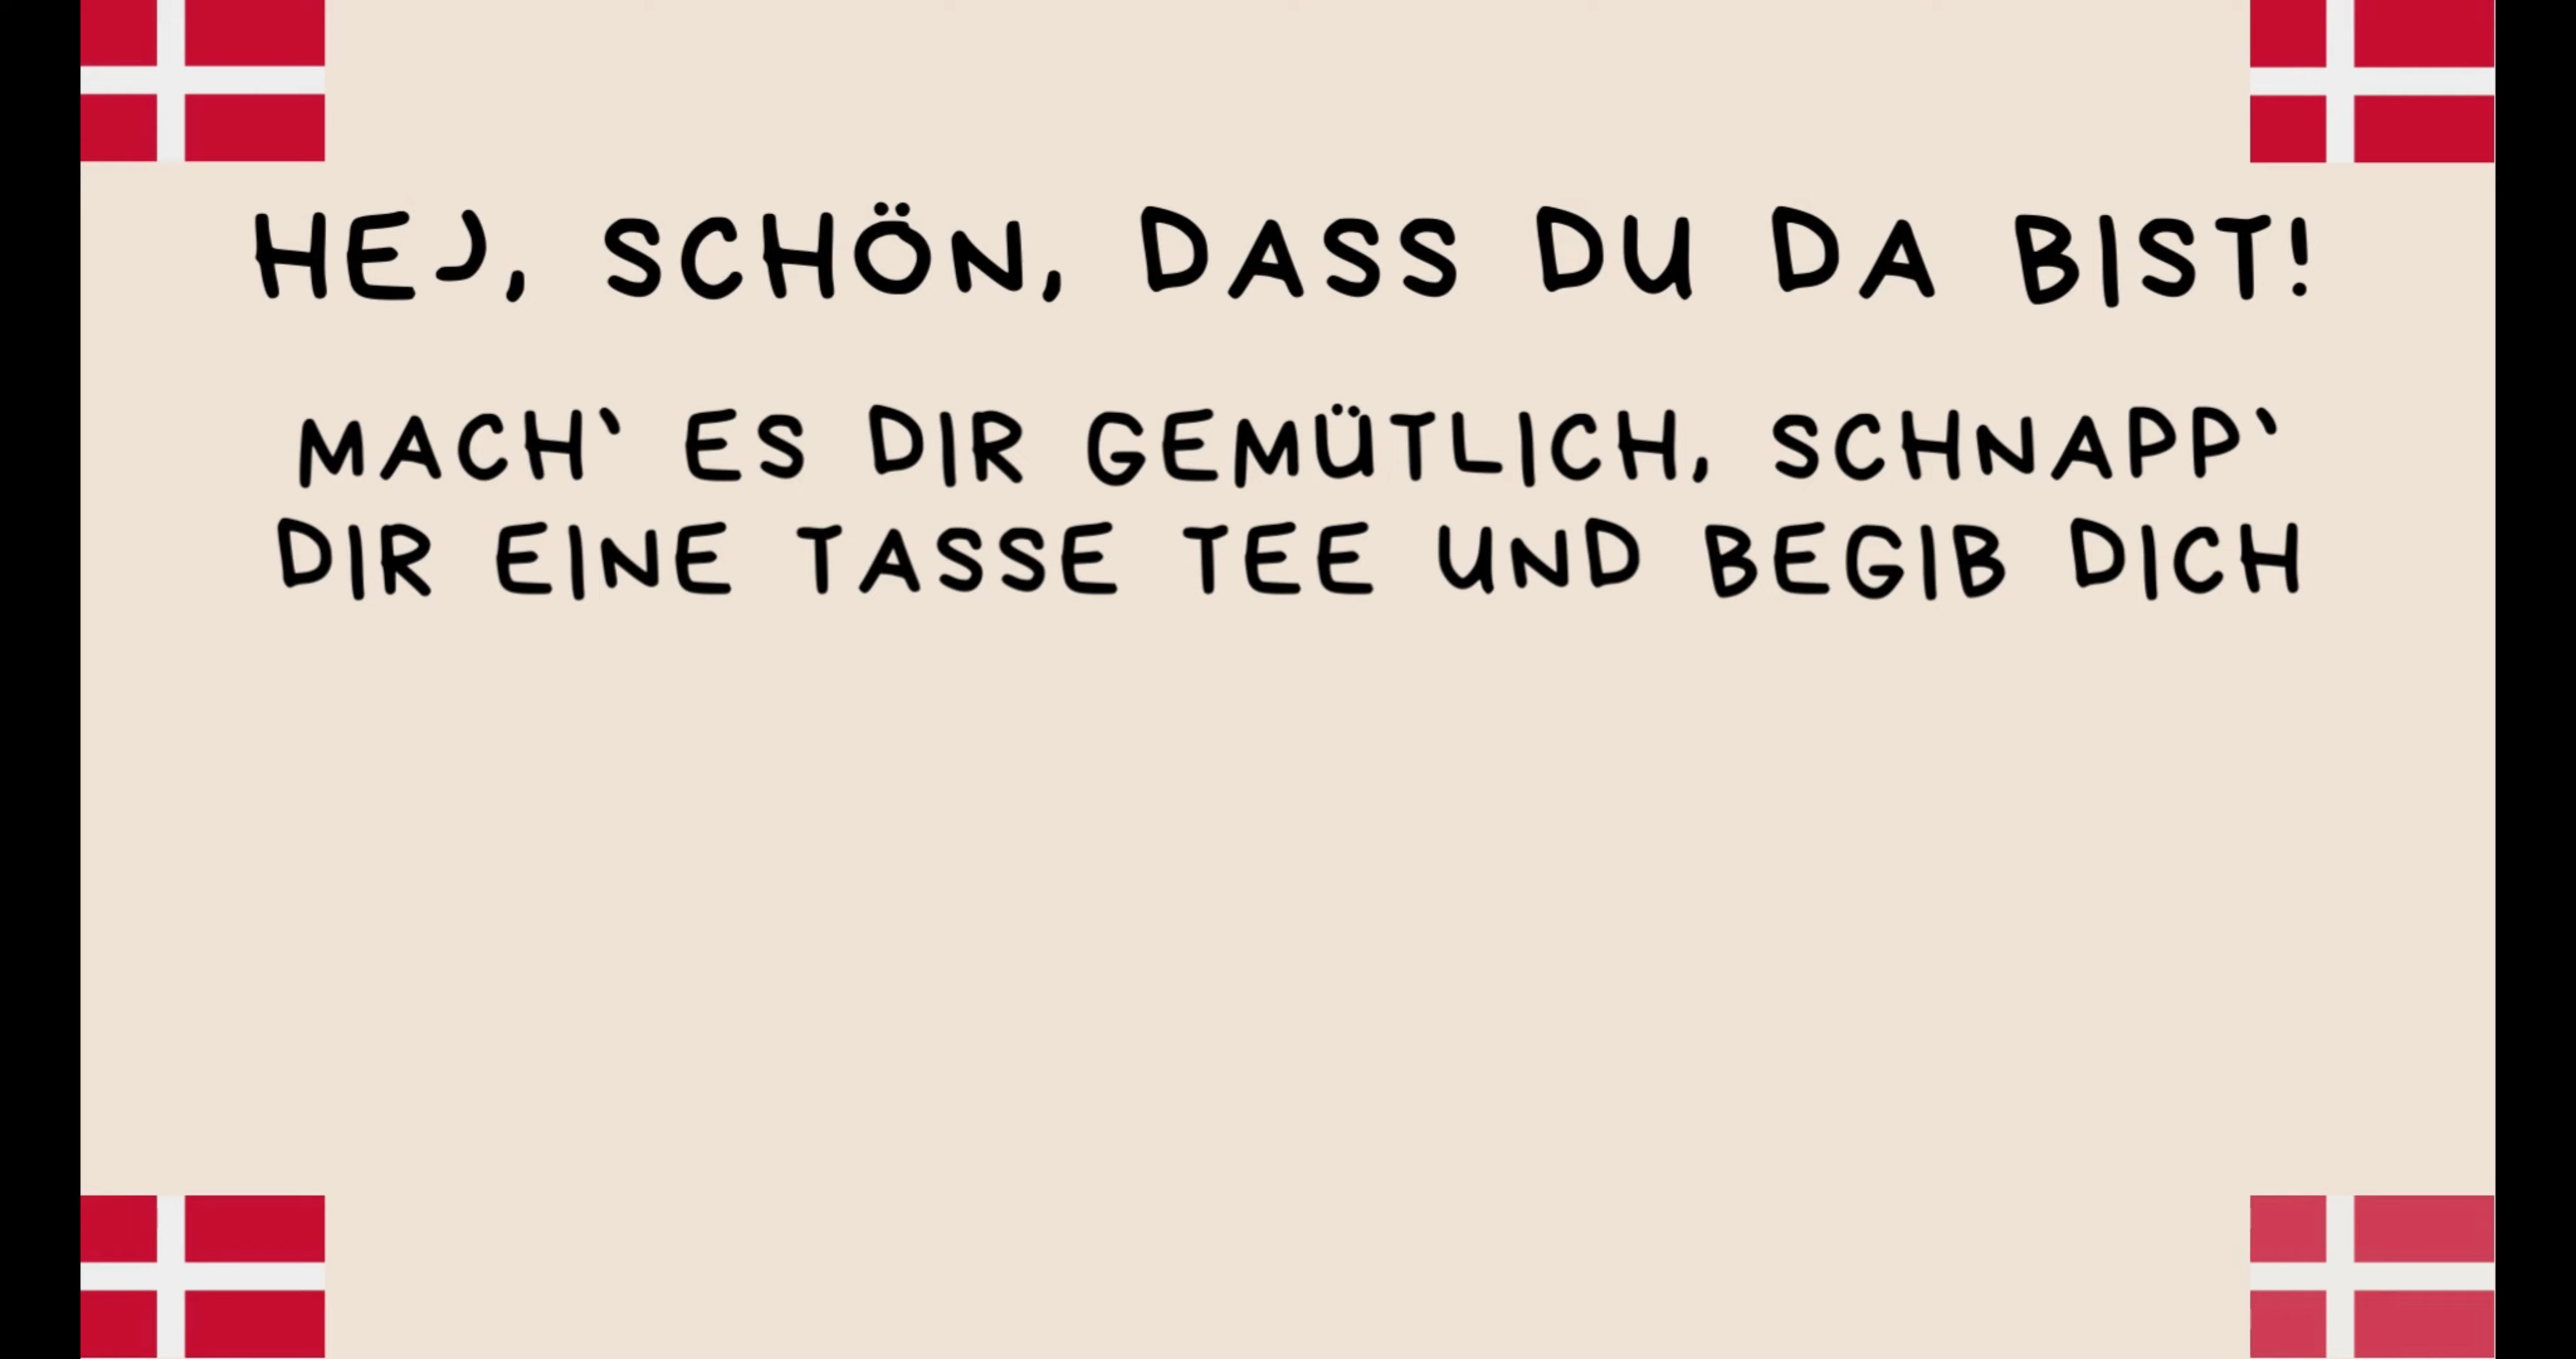 HEJ, SCHÖN, DASS DU DA BIST!
MACH` ES DIR GEMÜTLICH, SCHNAPP`
DIR EINE TASSE TEE UND BEGIB DICH